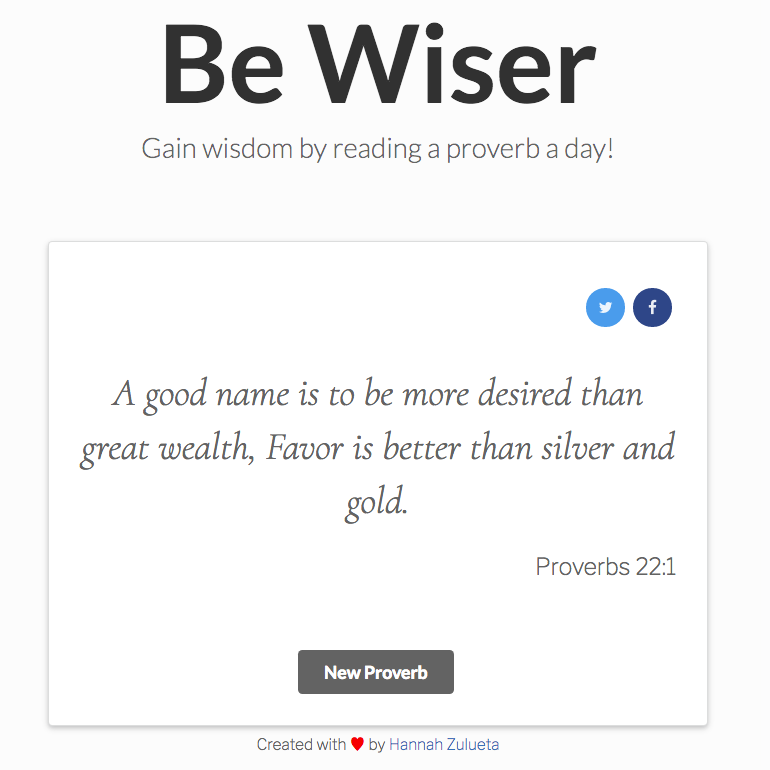 Be Wiser
Gain wisdom by reading a proverb a day!
A good name is to be more desired than
great wealth, Favor is better than silver and
gold.
Proverbs 22:1
New Proverb
Created with ♥ by Hannah Zulueta